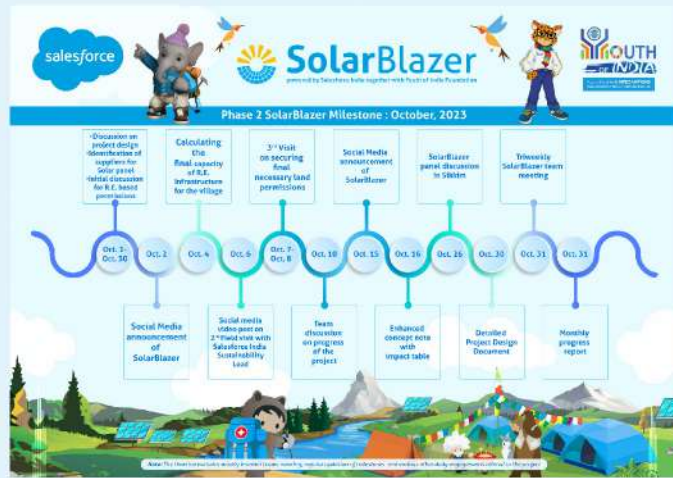 salesforce
SolarBlazer
powered by Salesforce India together with Youth of India Foundation
YOUTH
OF INDIA
Phase 2 SolarBlazer Milestone : October, 2023
•Discussion on
project design
•Identification of
suppliers for
Solar panel
•Initial discussion
for R.E. based
permissions
Calculating
the
final capacity
of R.E.
infrastructure
for the village
3rd Visit
on securing
final
necessary land
permissions
Social Media
announcement
of
SolarBlazer
SolarBlazer
panel discussion
in Sikkim
Triweekly
SolarBlazer team
meeting
Oct. 1-
Oct. 30
Oct. 2
Oct. 4
Oct. 6
Oct. 7-
Oct. 8
Oct. 10
Oct. 15
Oct. 16
Oct. 26
Oct. 30
Oct. 31
Oct. 31
Social Media
announcement
of
SolarBlazer
Social media
video post on
2nd Field visit with
Salesforce India
Sustainability
Lead
Team
discussion
on progress
of the
project
Enhanced
concept note
with
impact table
Detailed
Project Design
Document
Monthly
progress
report